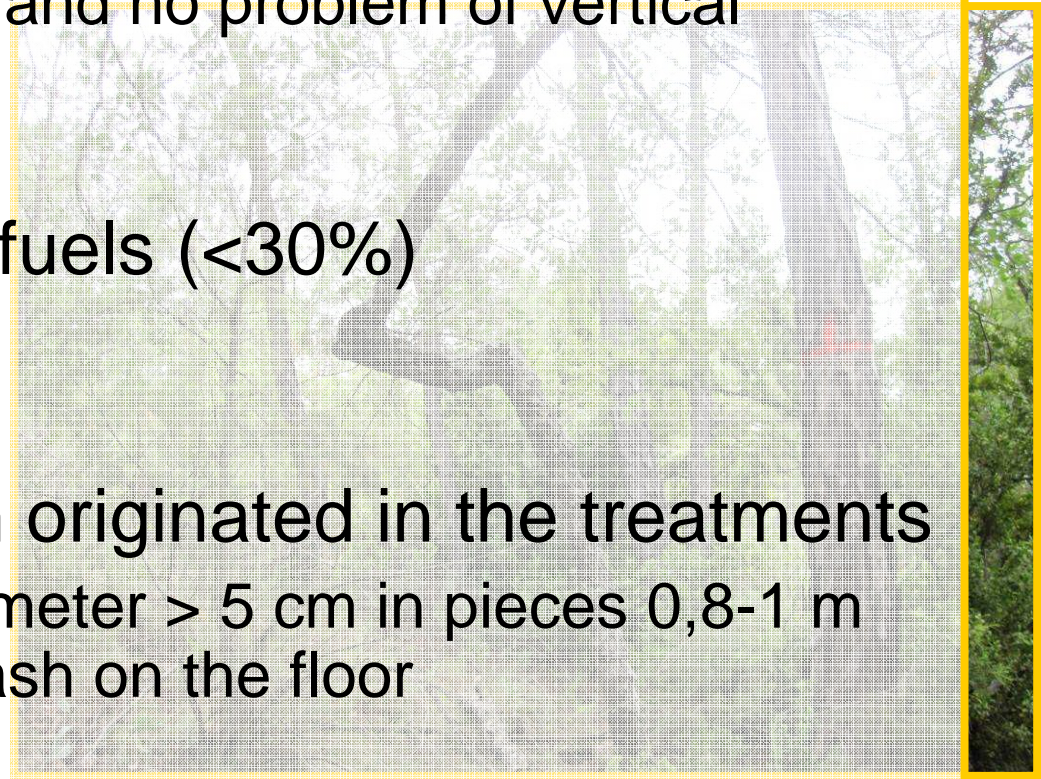 and no problem of vertical
fuels (<30%)
originated in the treatments
meter > 5 cm in pieces 0,8-1 m
ash on the floor